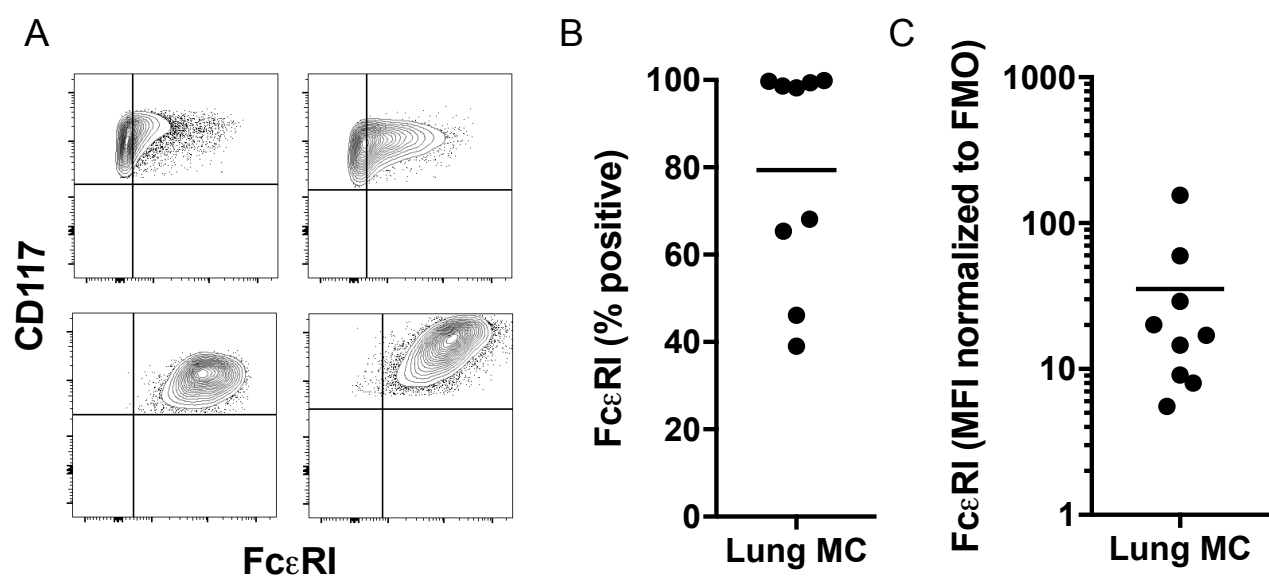 A
B
C
CD117
FcεRI
FcεRI (% positive)
100
80
60
40
20
0
Lung MC
FcεRI (MFI normalized to FMO)
1000
100
10
1
Lung MC